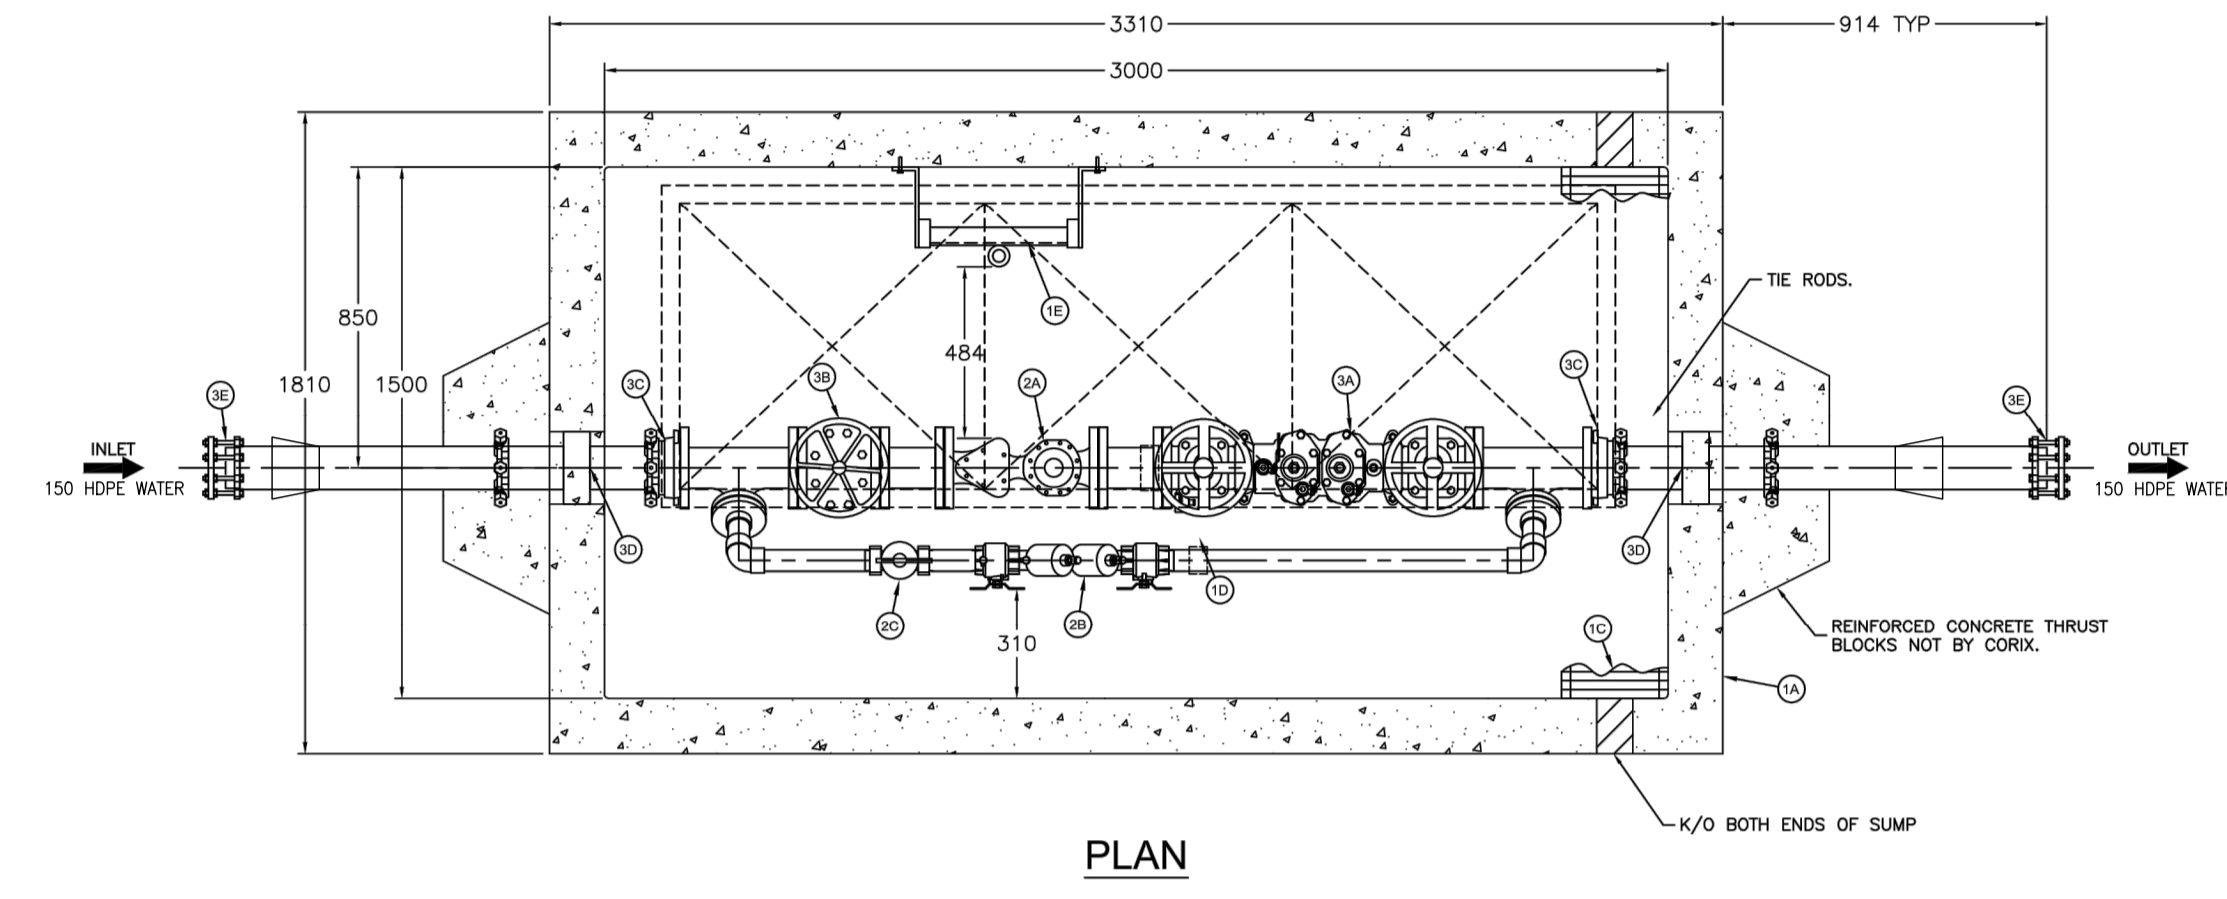 3310
914 TYP
3000
TIE RODS.
1E
850
484
3C
3B
2A
3A
3C
1810
1500
3E
3E
INLET
150 HDPE WATER
OUTLET
150 HDPE WATER
3D
3D
1D
2C
2B
310
1C
REINFORCED CONCRETE THRUST
BLOCKS NOT BY CORIX.
1A
K/O BOTH ENDS OF SUMP
PLAN